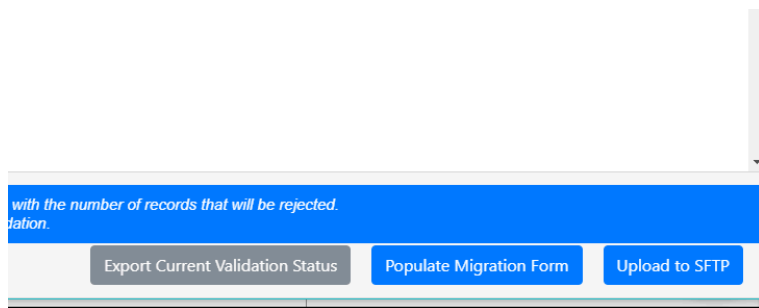 with the number of records that will be rejected.
dation.
Export Current Validation Status Populate Migration Form Upload to SFTP